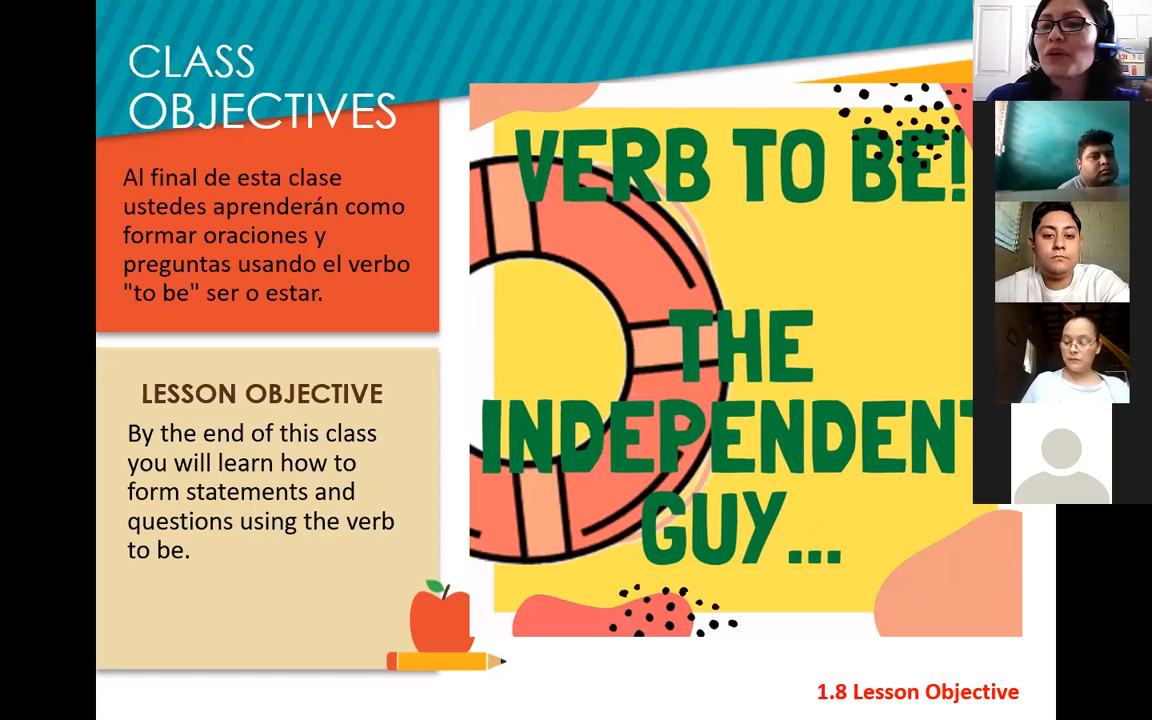 CLASS
OBJECTIVES
Al final de esta clase
ustedes aprenderán como
formar oraciones y
preguntas usando el verbo
"to be" ser o estar.
LESSON OBJECTIVE
By the end of this class
you will learn how to
form statements and
questions using the verb
to be.
VERB TO BE!
THE
INDEPENDENT
GUY...
1.8 Lesson Objective